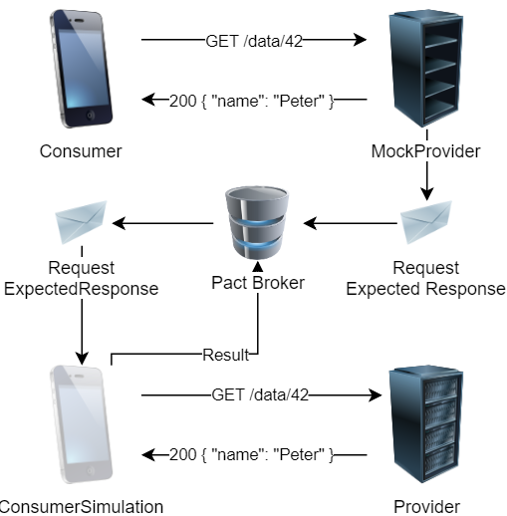 GET /data/42
200 { "name": "Peter" }
Consumer
MockProvider
Request
ExpectedResponse
Pact Broker
Request
Expected Response
Result
GET /data/42
200 { "name": "Peter" }
ConsumerSimulation
Provider